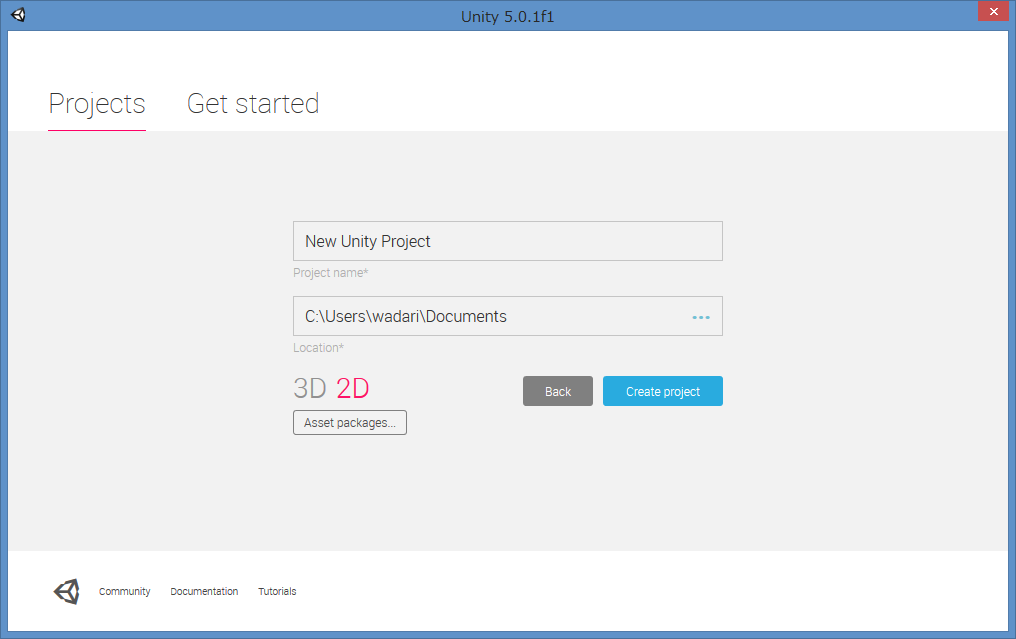 Unity 5.0.1f1
Projects Get started
New Unity Project
Project name*
C:\Users\wadari\Documents
Location*
3D 2D Back Create project
Asset packages...
Community Documentation Tutorials